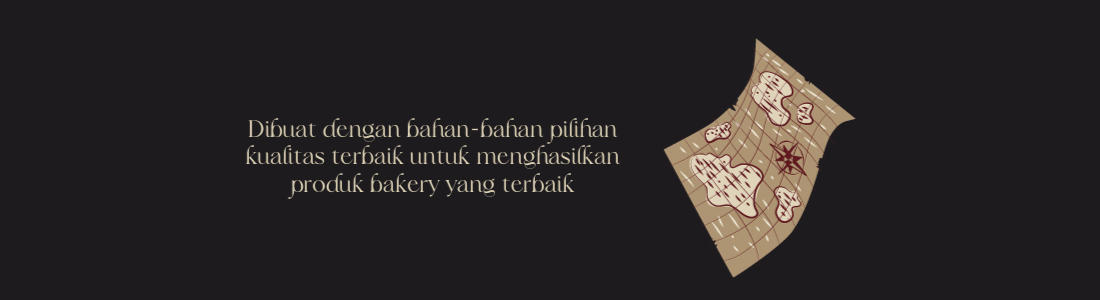 Dibuat dengan bahan-bahan pilihan
kualitas terbaik untuk menghasilkan
produk bakery yang terbaik